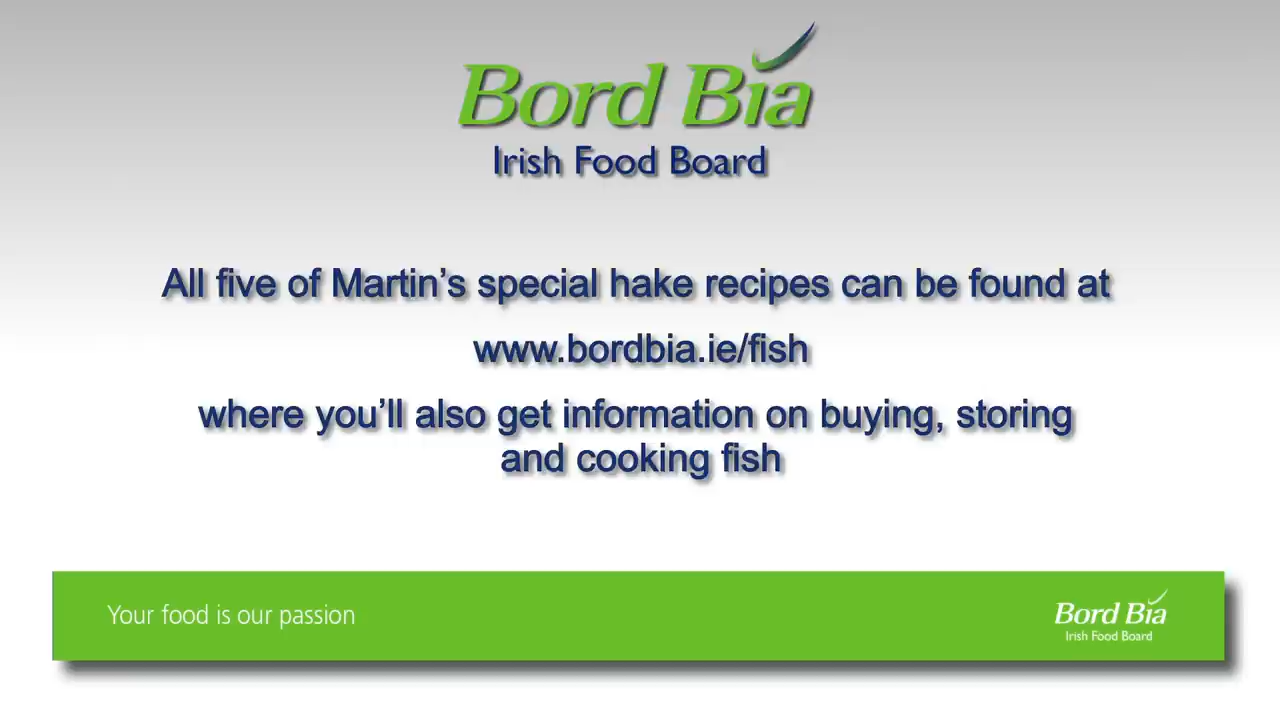 Bord Bia
Irish Food Board
All five of Martin’s special hake recipes can be found at
www.bordbia.ie/fish
where you’ll also get information on buying, storing
and cooking fish
Your food is our passion
Bord Bia
Irish Food Board